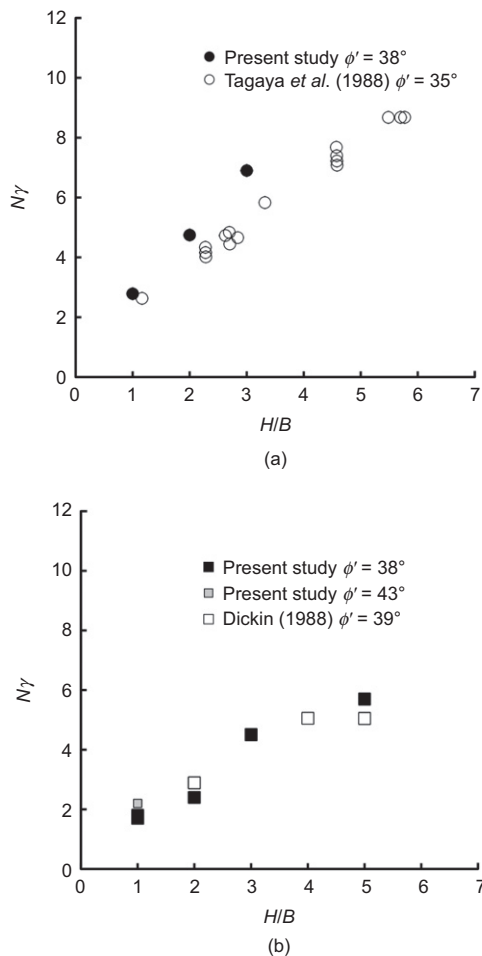 12
10
8
6
4
2
0
Nγ
Present study ϕ′ = 38°
Tagaya et al. (1988) ϕ′ = 35°
0 1 2 3 4 5 6 7
H/B
(a)
12
10
8
6
4
2
0
Nγ
Present study ϕ′ = 38°
Present study ϕ′ = 43°
Dickin (1988) ϕ′ = 39°
0 1 2 3 4 5 6 7
H/B
(b)